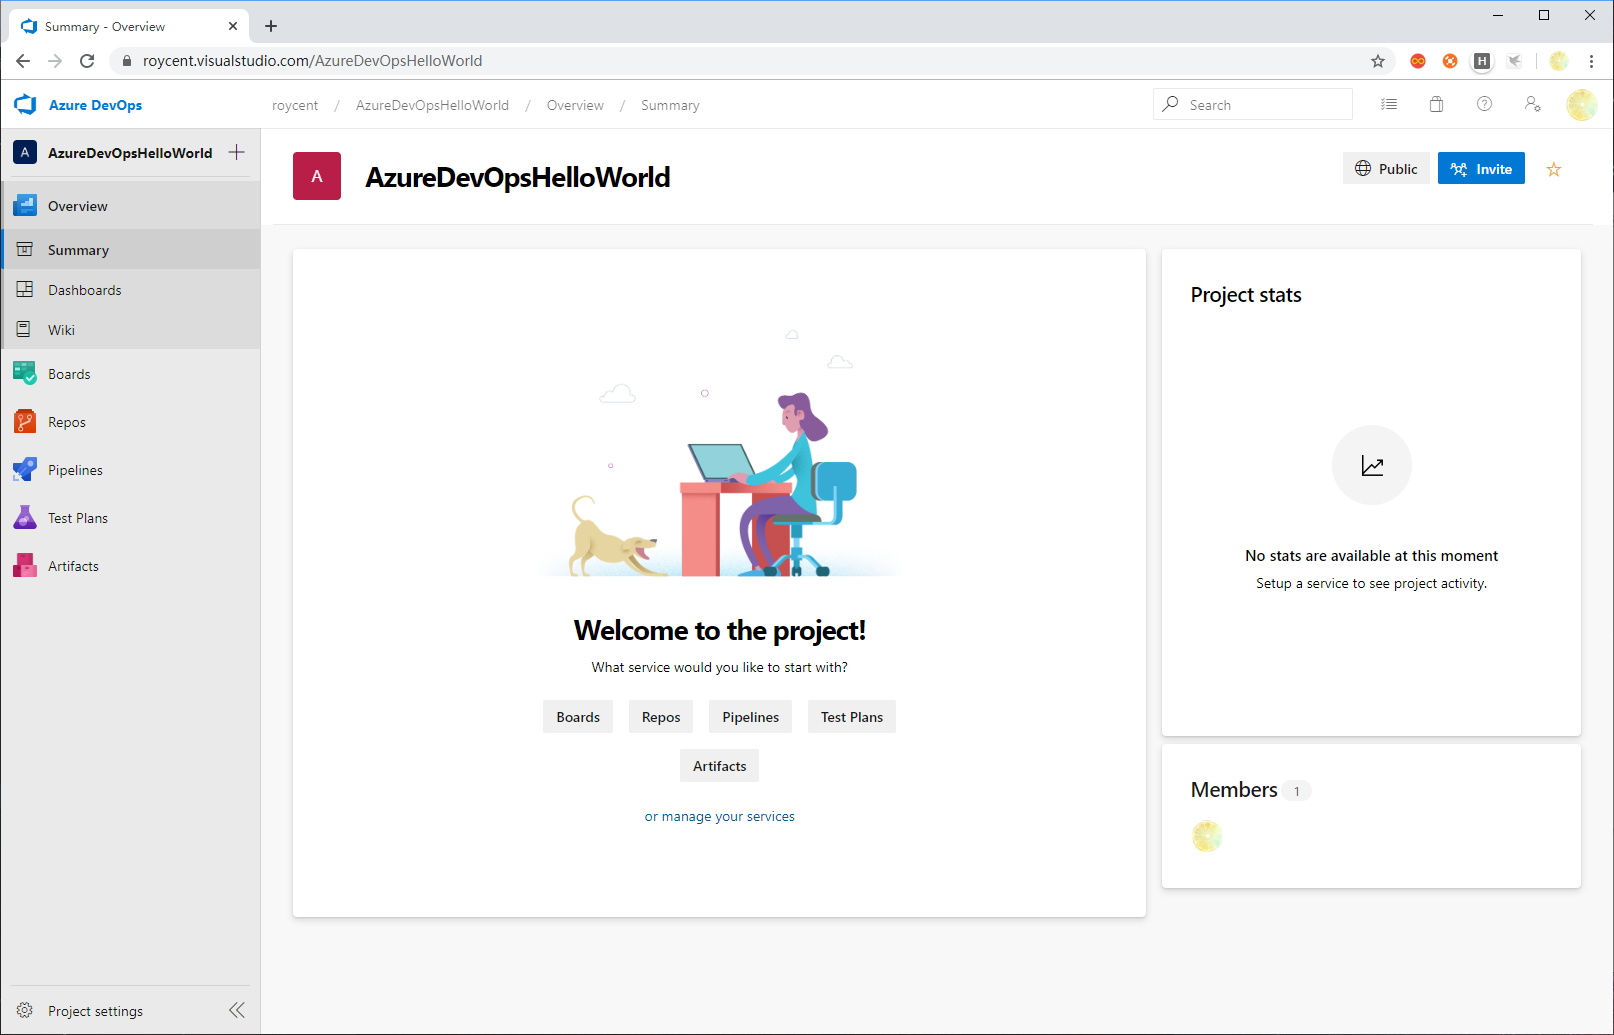 Summary - Overview
roycent.visualstudio.com/AzureDevOpsHelloWorld
H
Azure DevOps
roycent / AzureDevOpsHelloWorld / Overview / Summary
Search
A AzureDevOpsHelloWorld
Overview
Summary
Dashboards
Wiki
Boards
Repos
Pipelines
Test Plans
Artifacts
Project settings
A AzureDevOpsHelloWorld
Public
Invite
Welcome to the project!
What service would you like to start with?
Boards Repos Pipelines Test Plans
Artifacts
or manage your services
Project stats
No stats are available at this moment
Setup a service to see project activity.
Members 1